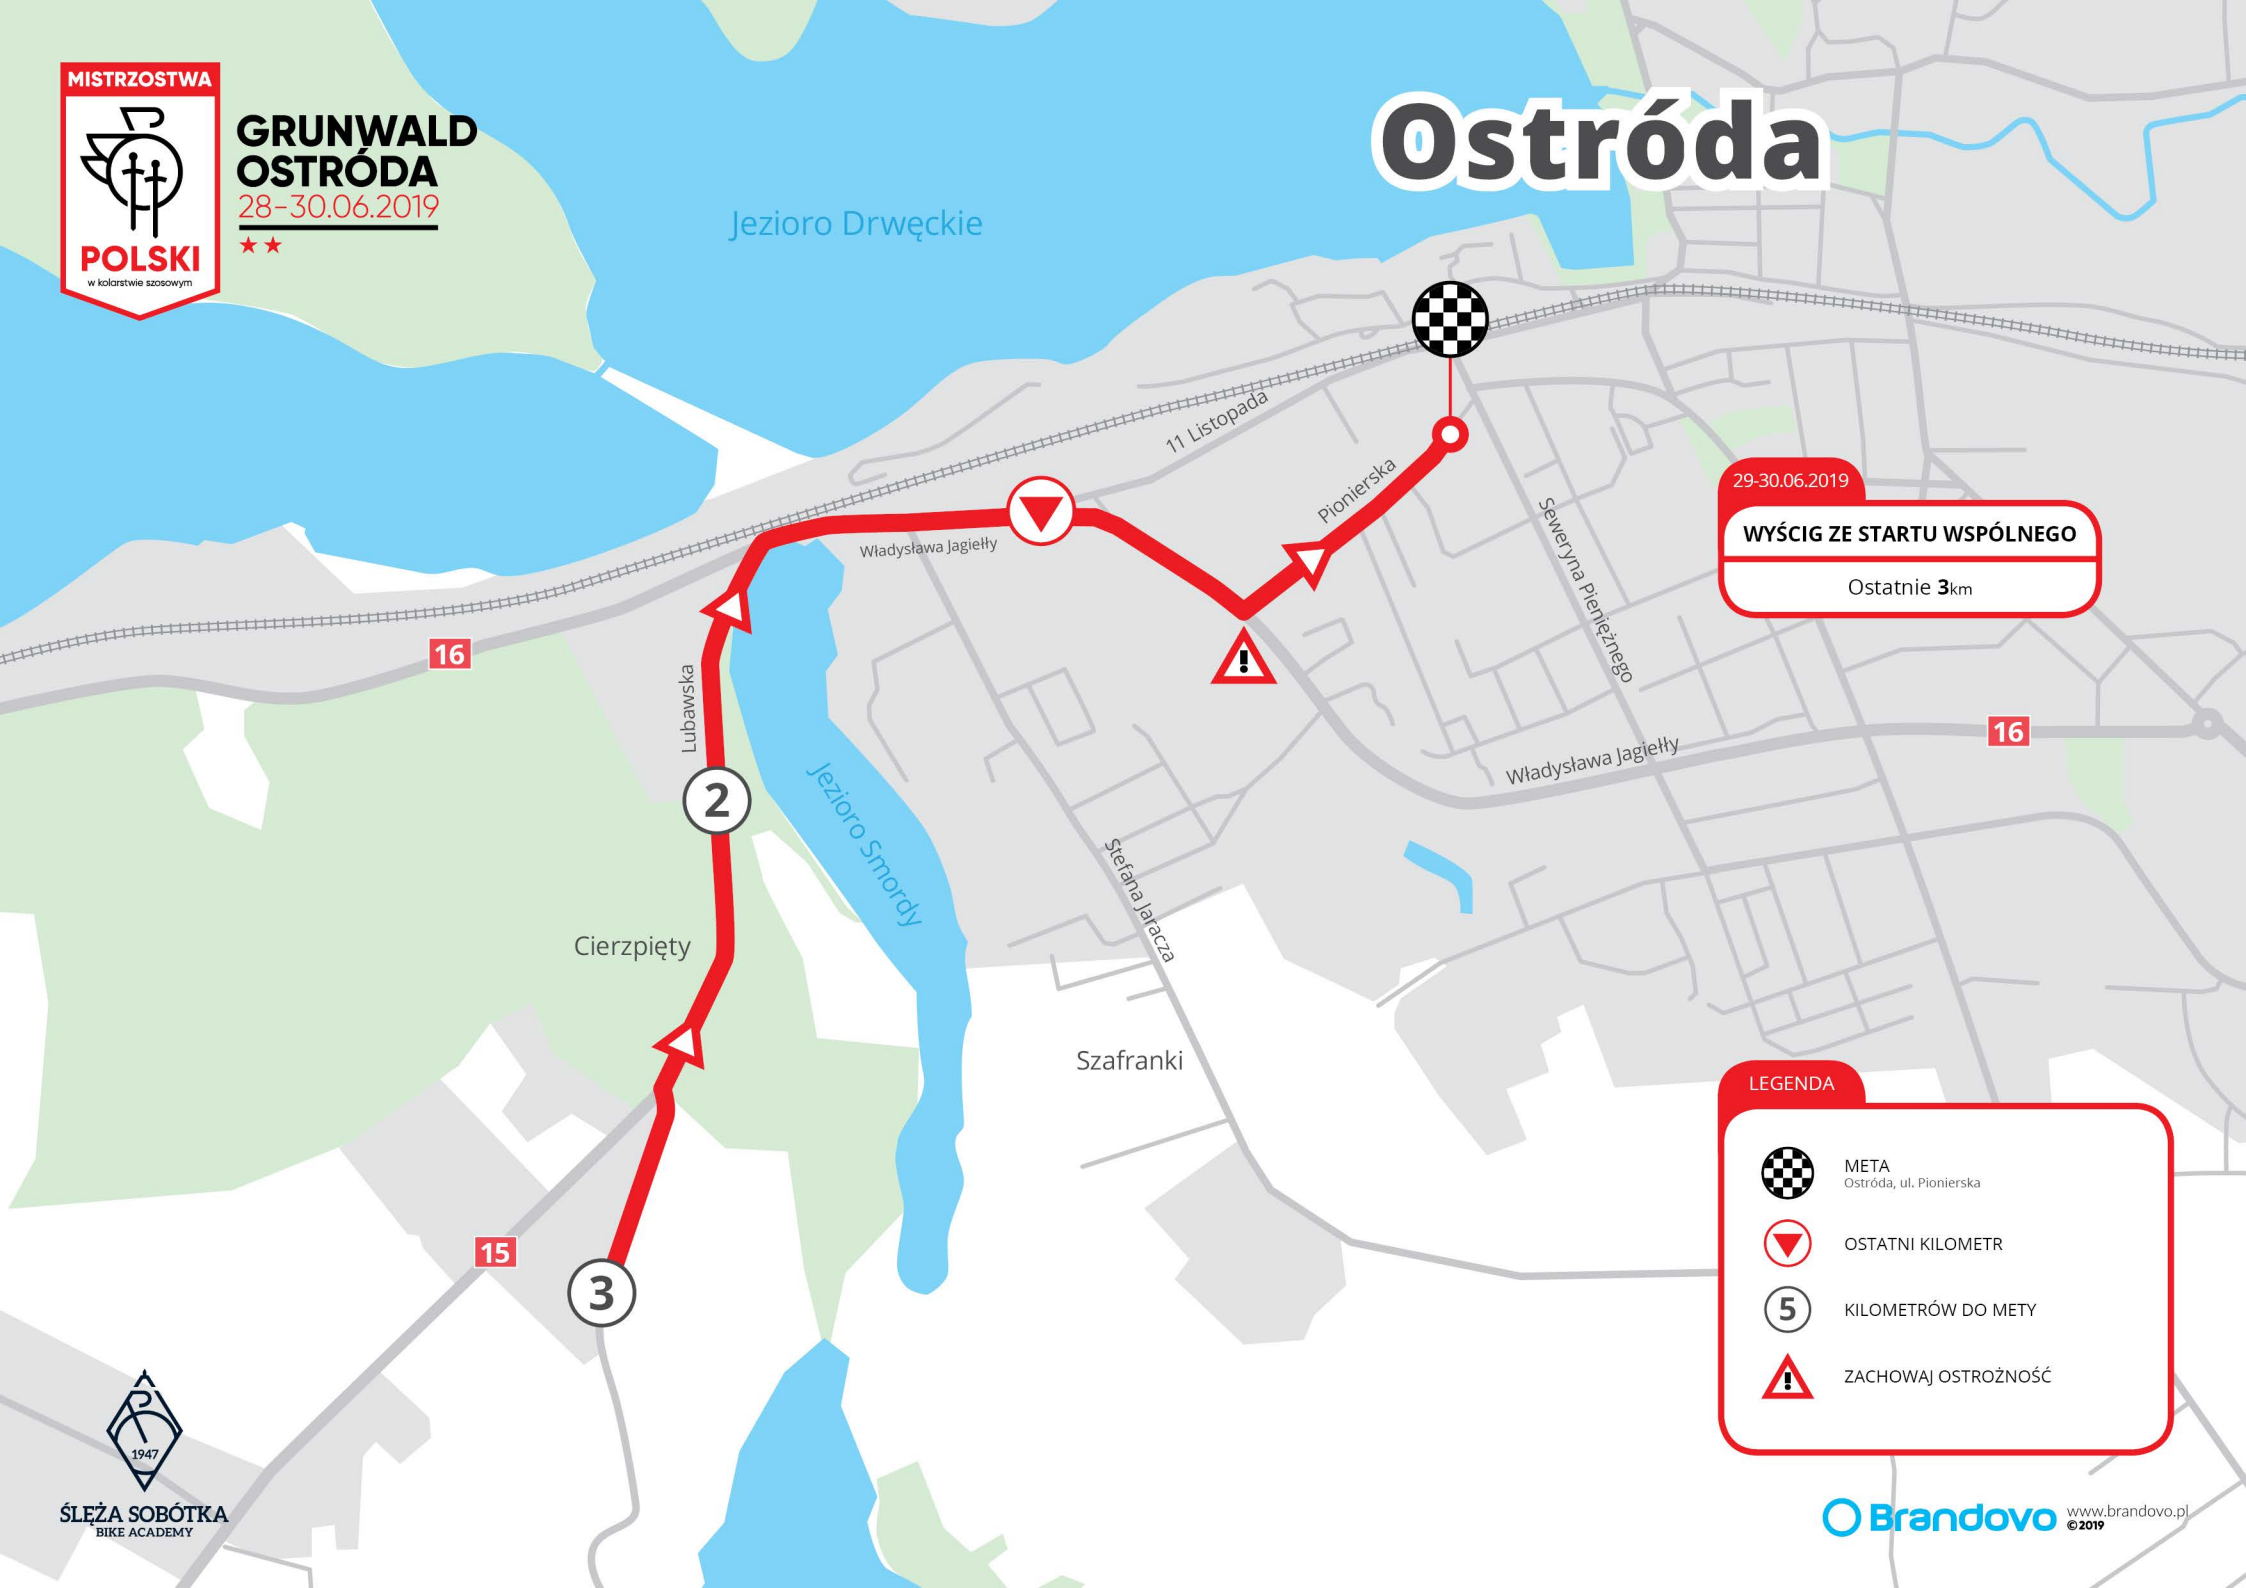 MISTRZOSTWA
POLSKI
w kolarstwie szosowym
GRUNWALD
OSTRÓDA
28-30.06.2019
Ostróda
Jezioro Drwęckie
11 Listopada
Pionierska
Władysława Jagiełły
Seweryna Pieniężnego
29-30.06.2019
WYŚCIG ZE STARTU WSPÓLNEGO
Ostatnie 3km
16
Lubawska
16
Władysława Jagiełły
2
Jezioro Smordy
Stefana Jaracza
Cierzpięty
Szafranki
15
3
LEGENDA
META
Ostróda, ul. Pionierska
OSTATNI KILOMETR
5
KILOMETRÓW DO METY
ZACHOWAJ OSTROŻNOŚĆ
1947
ŚLĘŻA SOBÓTKA
BIKE ACADEMY
Brandovo
www.brandovo.pl
©2019